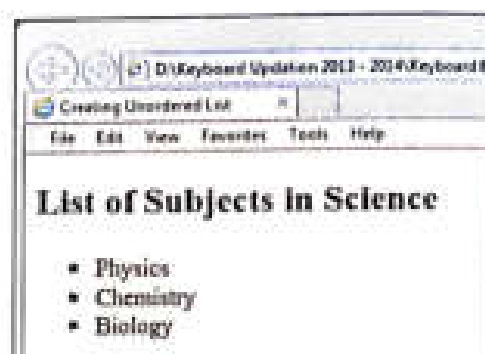 D:\Keyboard Updation 2013 - 2014\Keyboard
Creating Unordered List
File Edit View Favorites Tools Help
List of Subjects in Science
• Physics
• Chemistry
• Biology